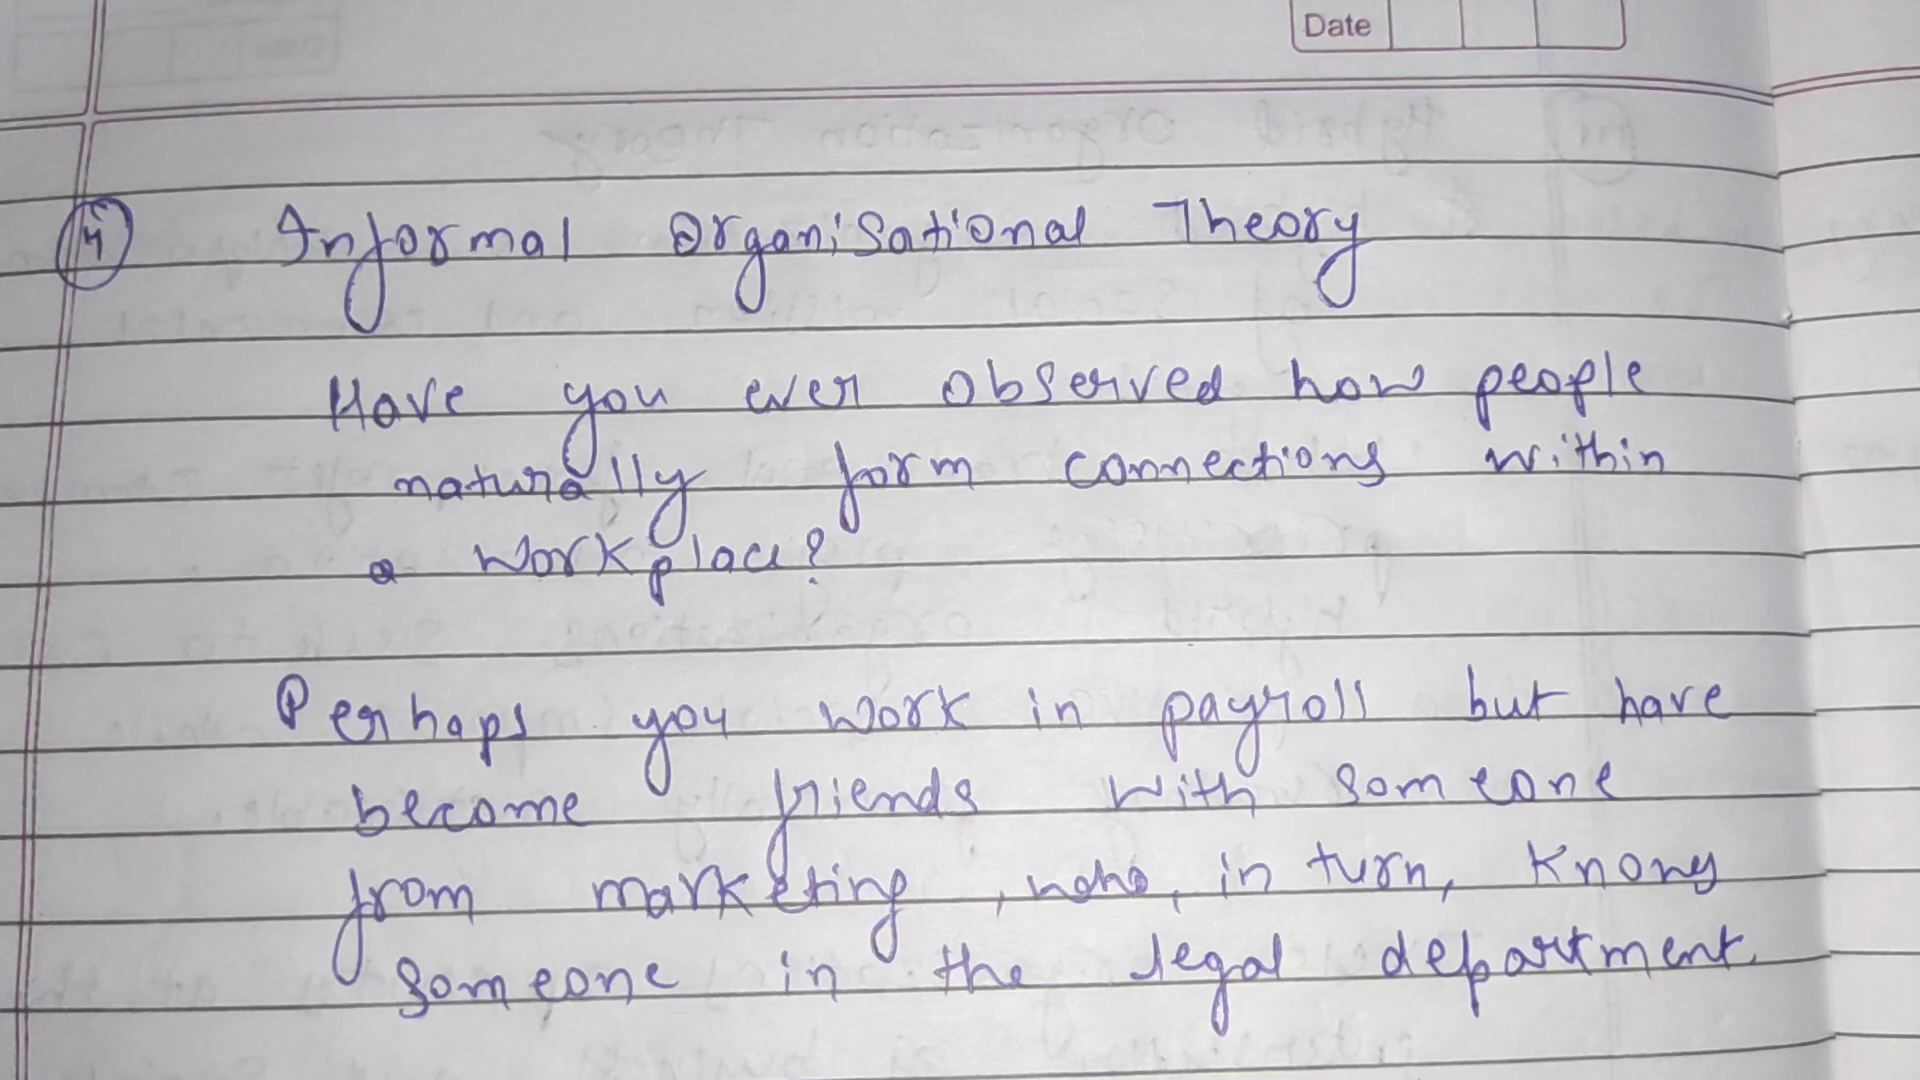 Date
4 Informal Organisational Theory
Have you ever observed how people
naturally form connections within
a workplace?
Perhaps you work in payroll but have
become friends with someone
from marketing, who, in turn, knows
someone in the legal department.